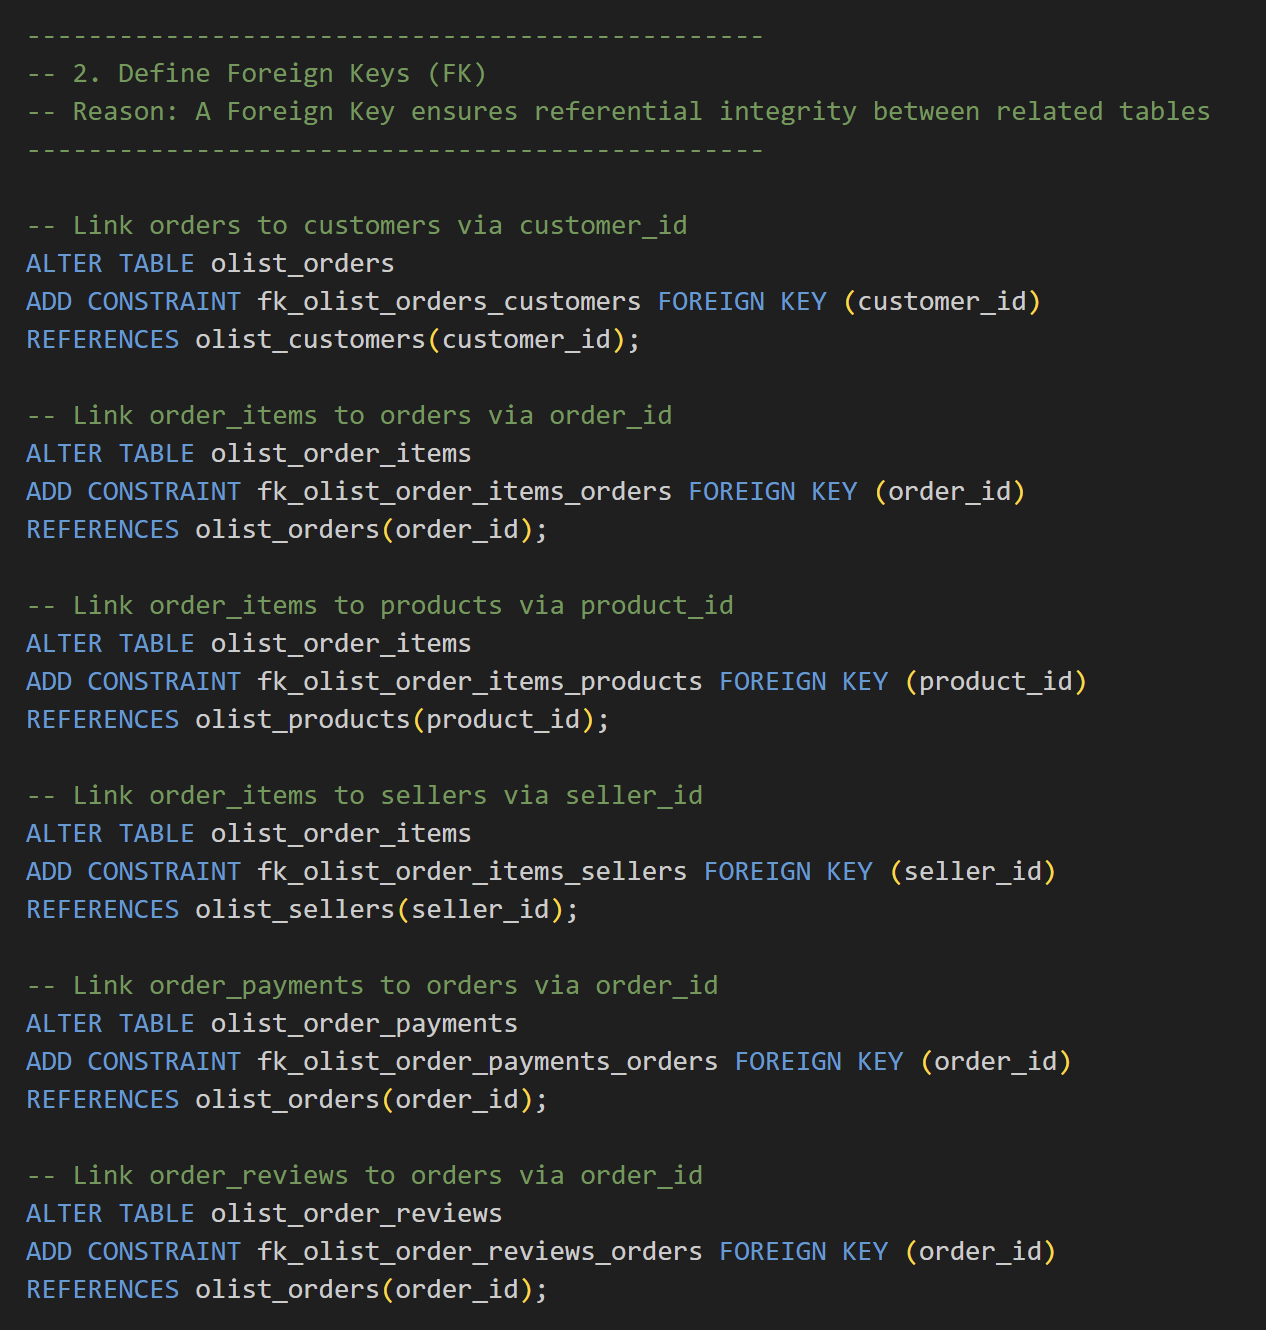 ------------------------------------------------
-- 2. Define Foreign Keys (FK)
-- Reason: A Foreign Key ensures referential integrity between related tables
------------------------------------------------

-- Link orders to customers via customer_id
ALTER TABLE olist_orders
ADD CONSTRAINT fk_olist_orders_customers FOREIGN KEY (customer_id)
REFERENCES olist_customers(customer_id);

-- Link order_items to orders via order_id
ALTER TABLE olist_order_items
ADD CONSTRAINT fk_olist_order_items_orders FOREIGN KEY (order_id)
REFERENCES olist_orders(order_id);

-- Link order_items to products via product_id
ALTER TABLE olist_order_items
ADD CONSTRAINT fk_olist_order_items_products FOREIGN KEY (product_id)
REFERENCES olist_products(product_id);

-- Link order_items to sellers via seller_id
ALTER TABLE olist_order_items
ADD CONSTRAINT fk_olist_order_items_sellers FOREIGN KEY (seller_id)
REFERENCES olist_sellers(seller_id);

-- Link order_payments to orders via order_id
ALTER TABLE olist_order_payments
ADD CONSTRAINT fk_olist_order_payments_orders FOREIGN KEY (order_id)
REFERENCES olist_orders(order_id);

-- Link order_reviews to orders via order_id
ALTER TABLE olist_order_reviews
ADD CONSTRAINT fk_olist_order_reviews_orders FOREIGN KEY (order_id)
REFERENCES olist_orders(order_id);